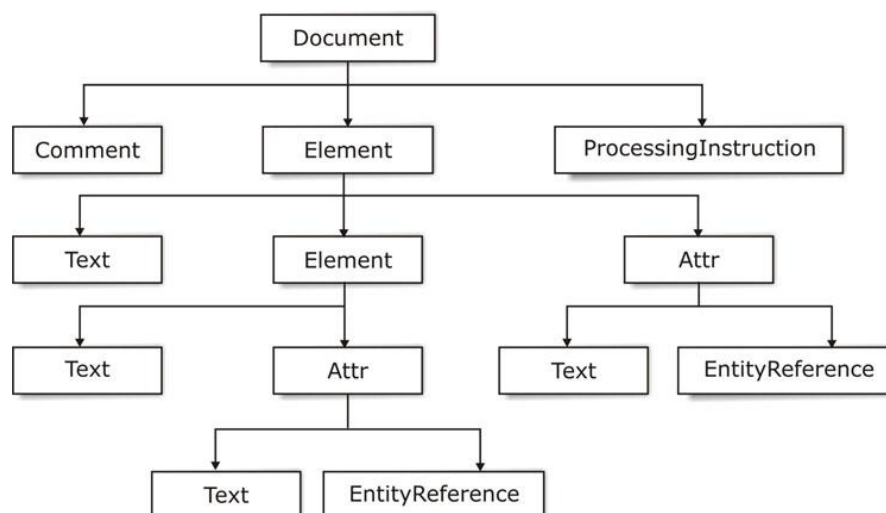 Document
Comment
Element
ProcessingInstruction
Text
Element
Attr
Text
Attr
Text
EntityReference
Text
EntityReference